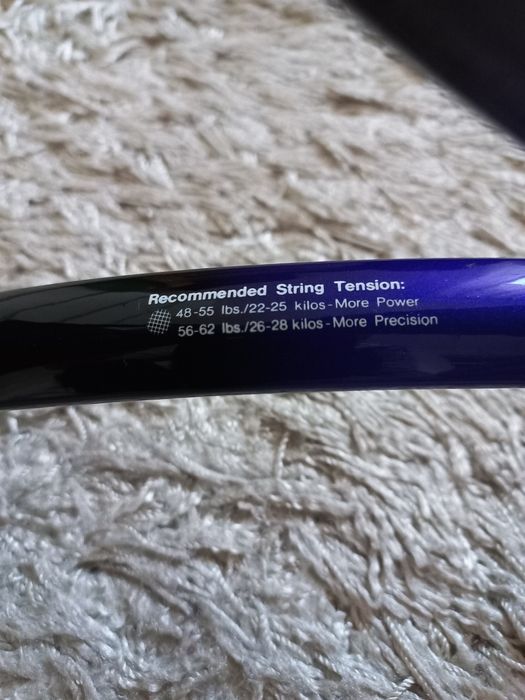 Recommended String Tension:
48-55 lbs./22-25 kilos-More Power
56-62 lbs./26-28 kilos-More Precision